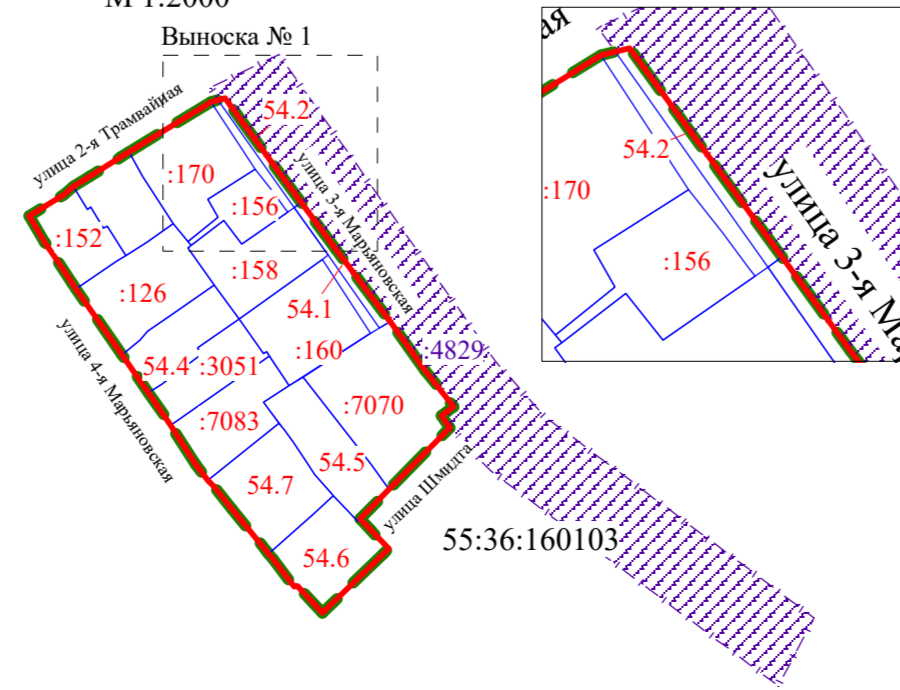 М 1:2000
Выноска № 1
улица 2-я Трамвайная
54.2
:170
:156
:152
улица 3-я Марьяновская
:158
:126
54.1
54.4
:3051
:160
:4829
улица 4-я Марьяновская
:7083
:7070
54.5
54.7
улица Шмидта
54.6
55:36:160103
ая
54.2
:170
:156
улица 3-я Мар